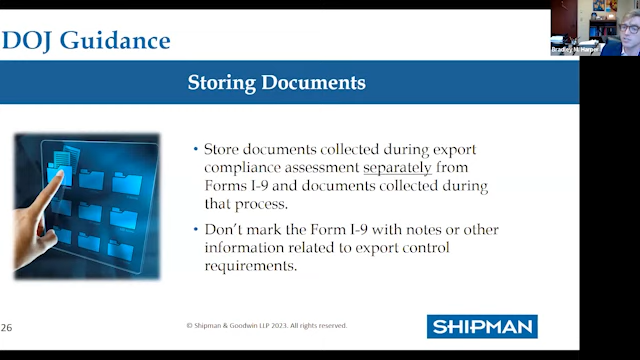 DOJ Guidance
Storing Documents
• Store documents collected during export
compliance assessment separately from
Forms I-9 and documents collected during
that process.
• Don’t mark the Form I-9 with notes or other
information related to export control
requirements.
26
© Shipman & Goodwin LLP 2023. All rights reserved.
SHIPMAN
Bradley M. Harper